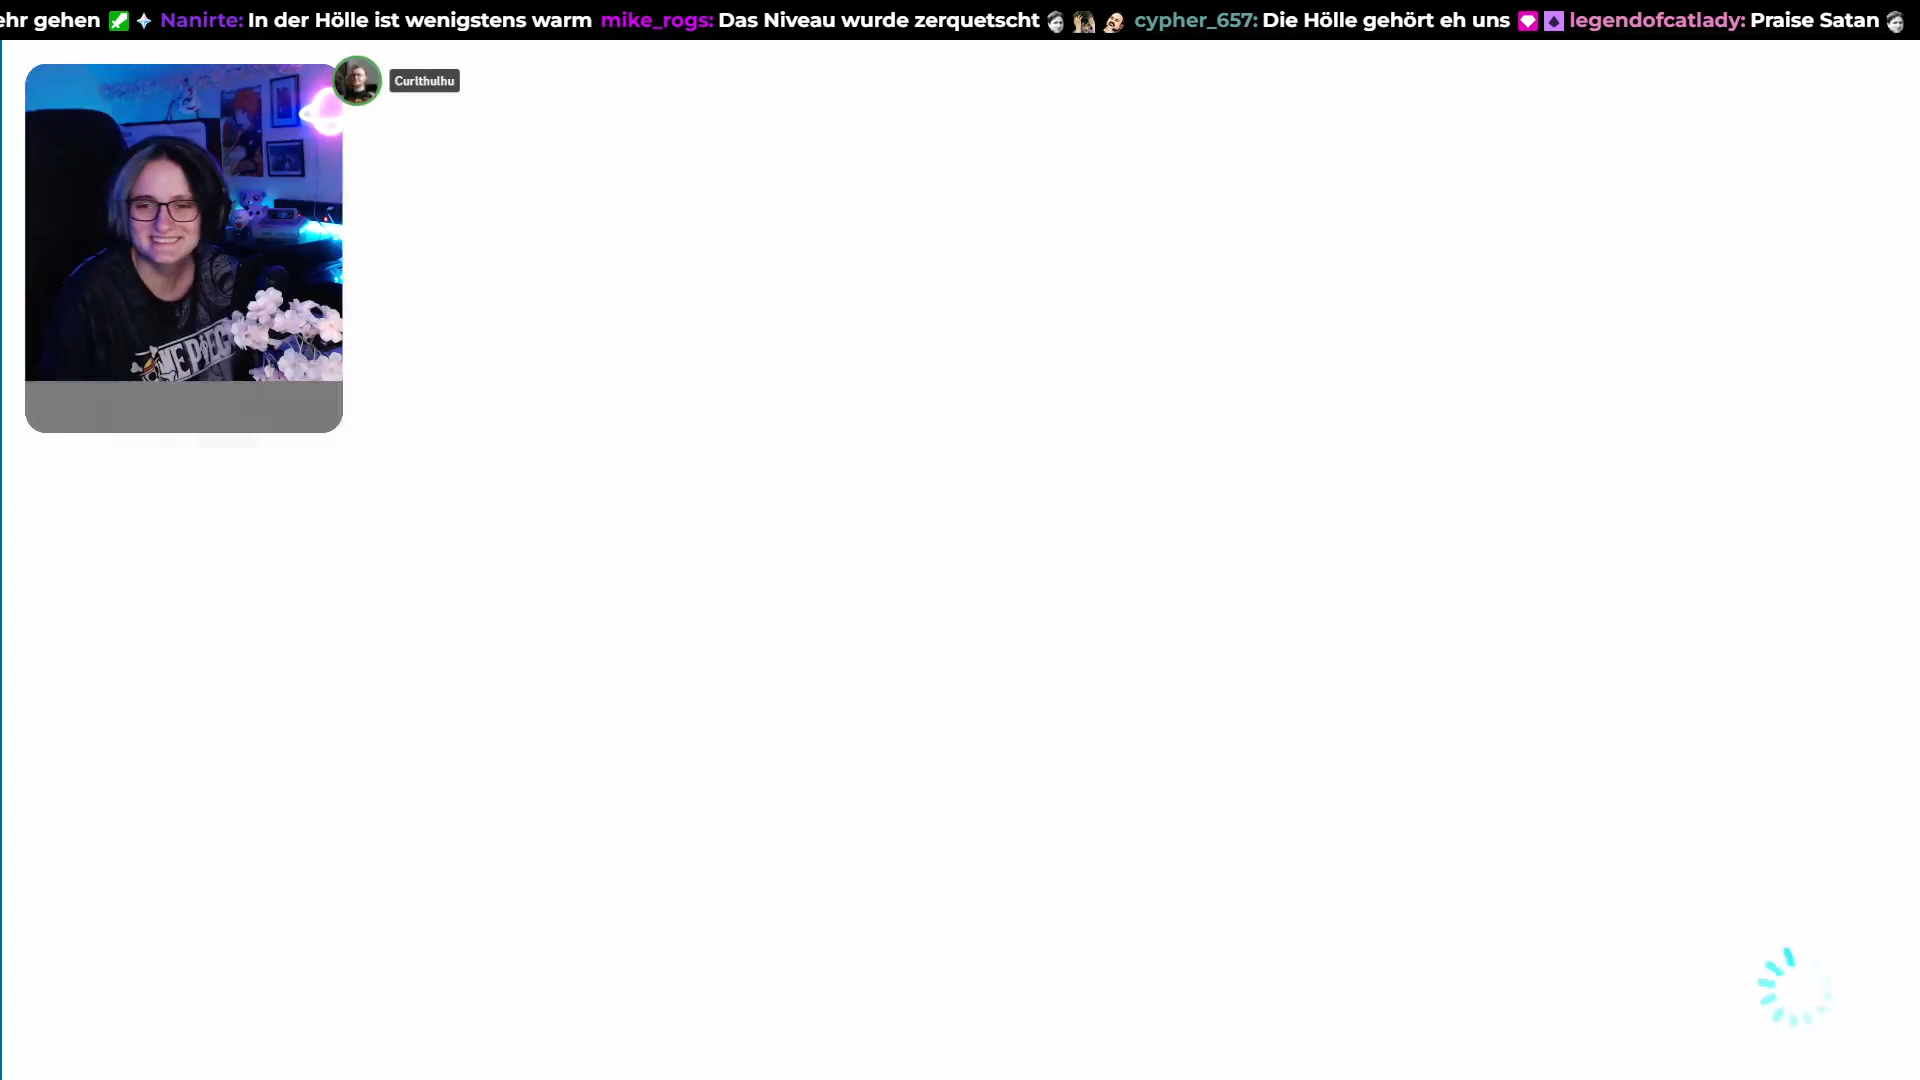 ehr gehen Nanirte: In der Hölle ist wenigstens warm mike_rogs: Das Niveau wurde zerquetscht cypher_657: Die Hölle gehört eh uns legendofcatlady: Praise Satan
Curlthulhu